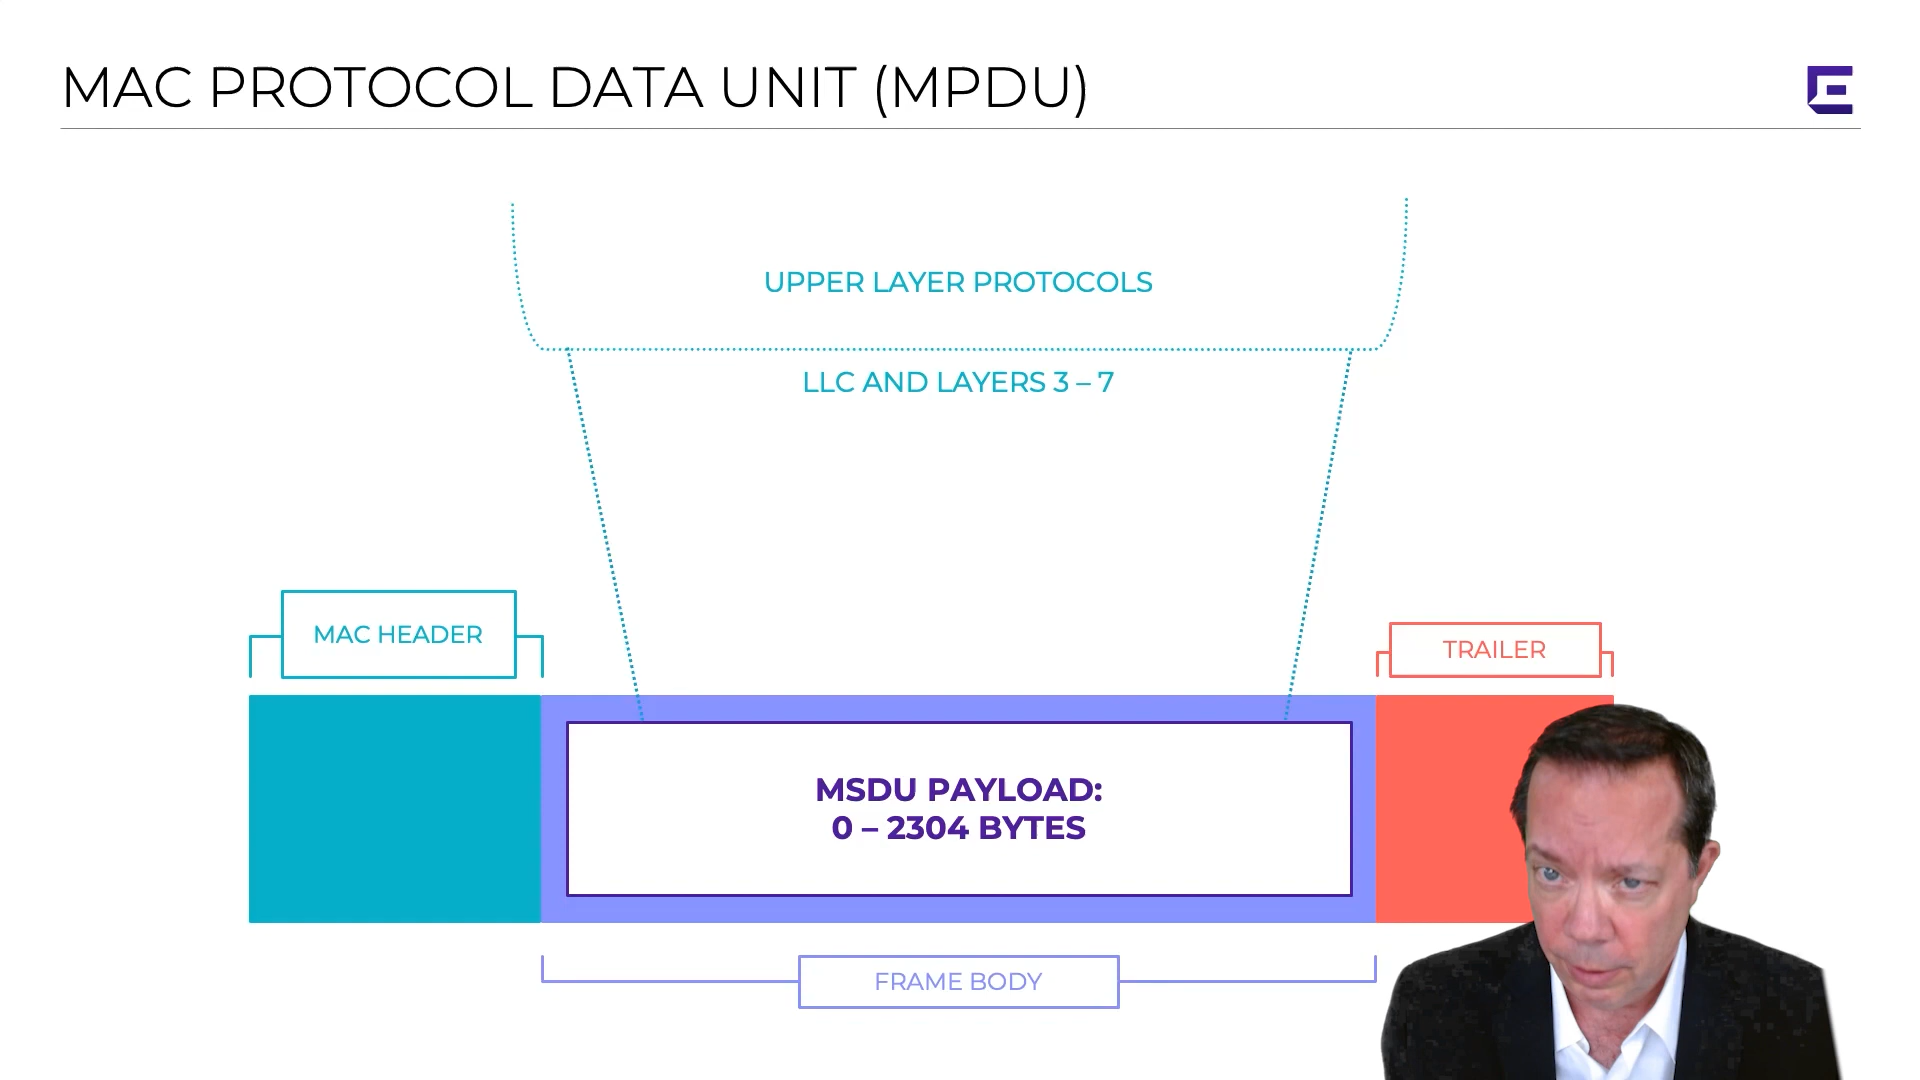 MAC PROTOCOL DATA UNIT (MPDU)
UPPER LAYER PROTOCOLS
LLC AND LAYERS 3 – 7
MAC HEADER
TRAILER
MSDU PAYLOAD:
0 – 2304 BYTES
FRAME BODY